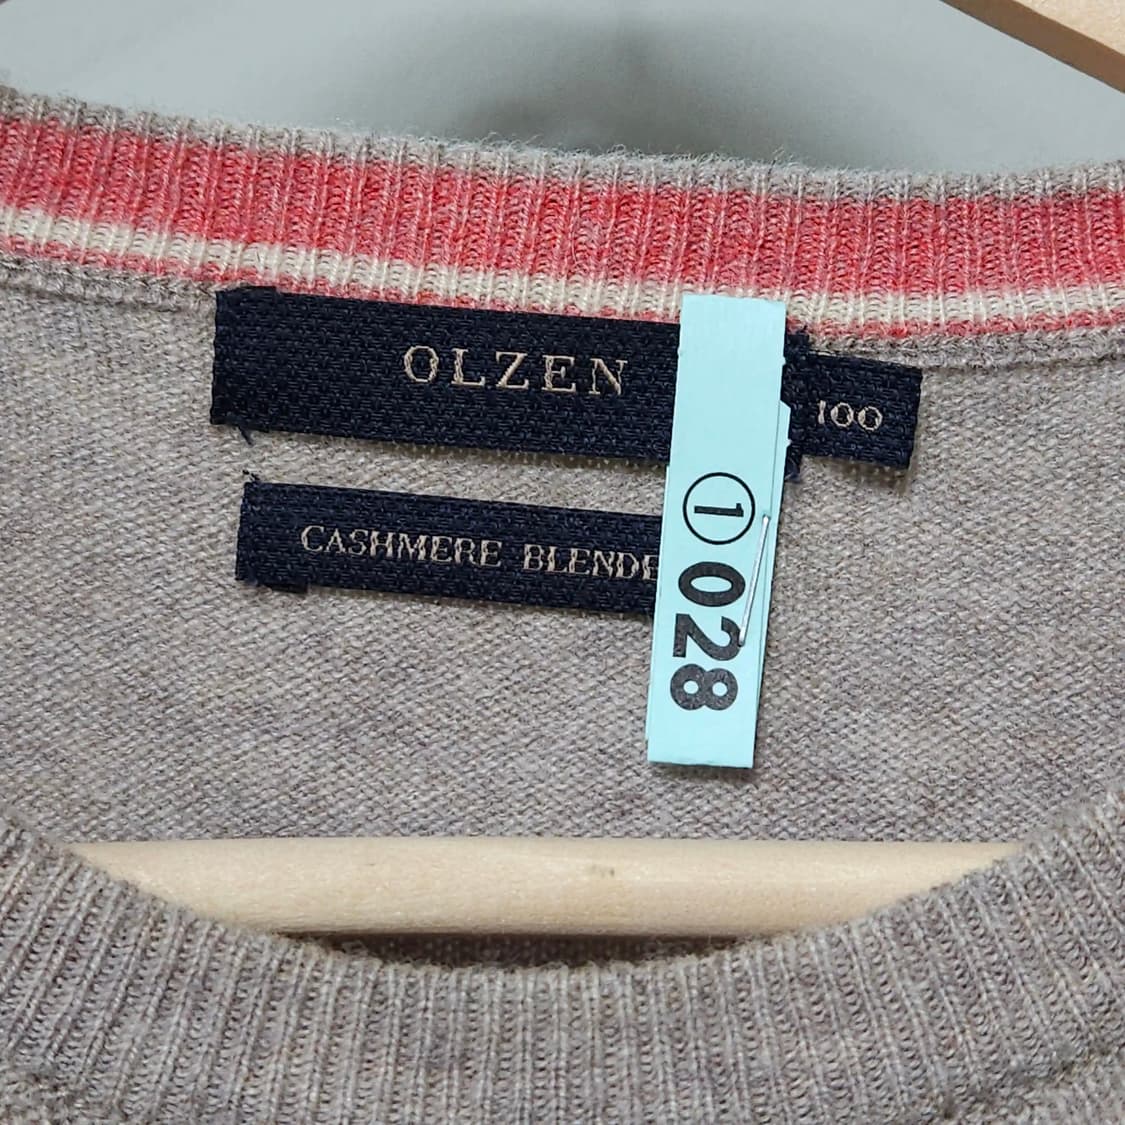 OLZEN
100
CASHMERE BLENDE
① 028